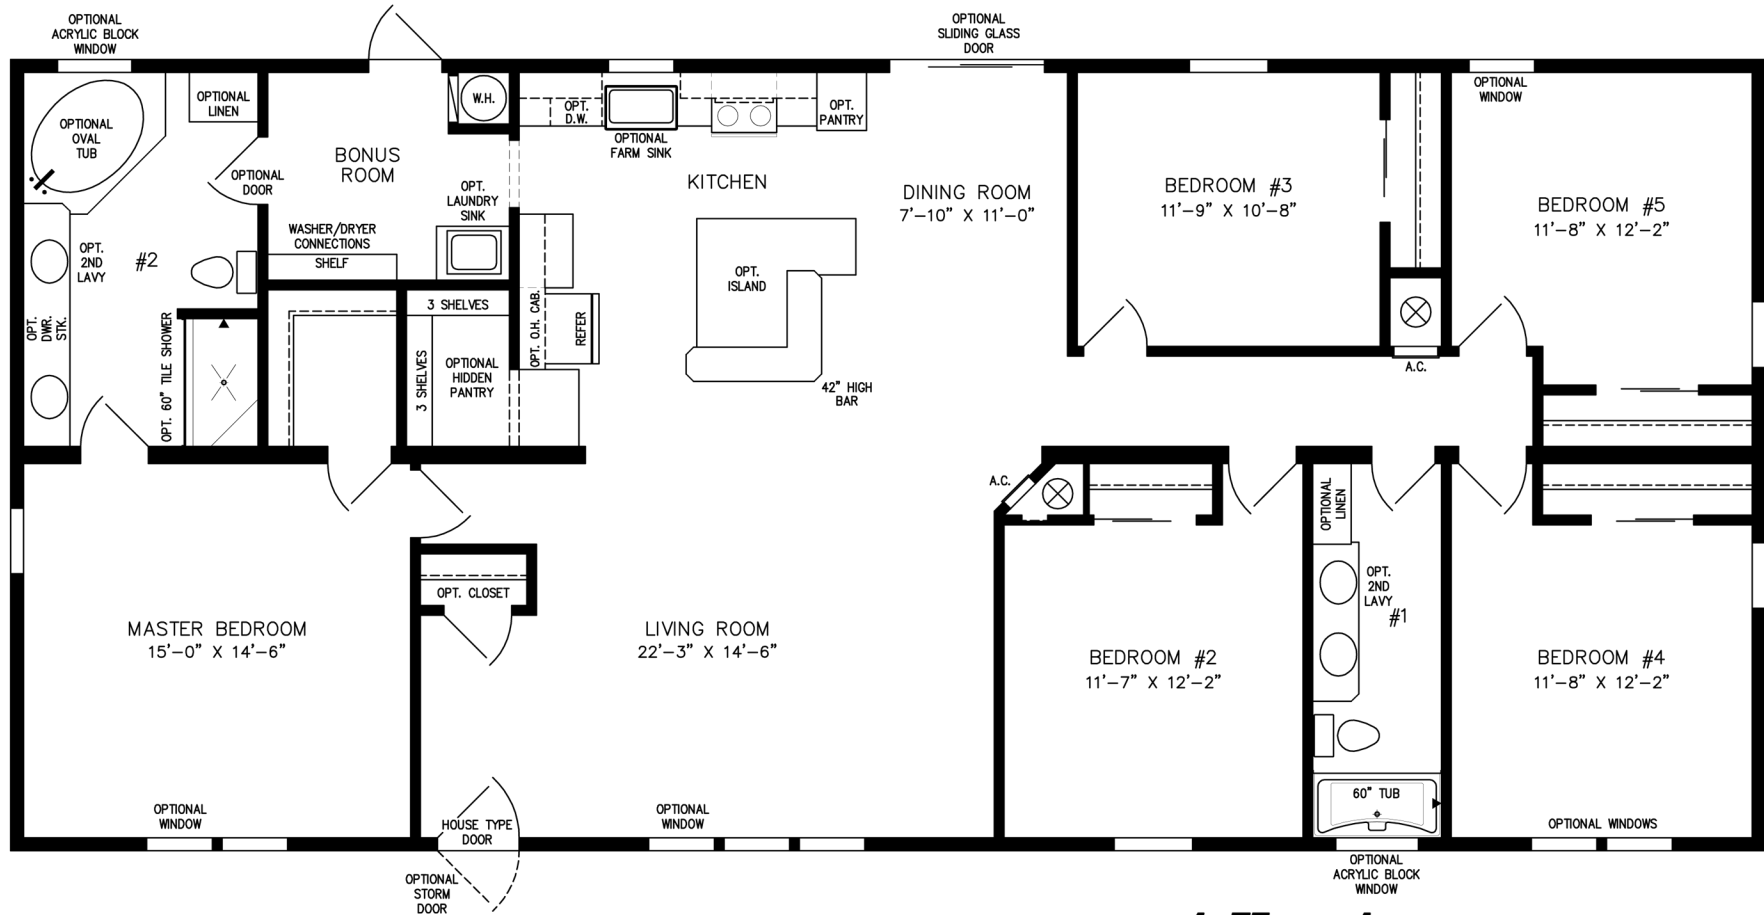 OPTIONAL
ACRYLIC BLOCK
WINDOW
OPTIONAL
SLIDING GLASS
DOOR
OPTIONAL
OVAL
TUB
OPTIONAL
LINEN
OPTIONAL
DOOR
BONUS
ROOM
W.H.
OPT.
LAUNDRY
SINK
WASHER/DRYER
CONNECTIONS
SHELF
OPT.
D.W.
OPTIONAL
FARM SINK
OPT.
PANTRY
KITCHEN
DINING ROOM
7'-10" X 11'-0"
BEDROOM #3
11'-9" X 10'-8"
OPTIONAL
WINDOW
BEDROOM #5
11'-8" X 12'-2"
OPT.
2ND
LAVY
#2
OPT.
DWR.
STK.
OPT. 60" TILE SHOWER
3 SHELVES
3 SHELVES
OPTIONAL
HIDDEN
PANTRY
OPT. O.H. CAB.
REFER
OPT.
ISLAND
42" HIGH
BAR
A.C.
A.C.
OPTIONAL
LINEN
OPT. CLOSET
MASTER BEDROOM
15'-0" X 14'-6"
LIVING ROOM
22'-3" X 14'-6"
BEDROOM #2
11'-7" X 12'-2"
OPT.
2ND
LAVY
#1
BEDROOM #4
11'-8" X 12'-2"
60" TUB
OPTIONAL
WINDOW
HOUSE TYPE
DOOR
OPTIONAL
WINDOW
OPTIONAL WINDOWS
OPTIONAL
STORM
DOOR
OPTIONAL
ACRYLIC BLOCK
WINDOW